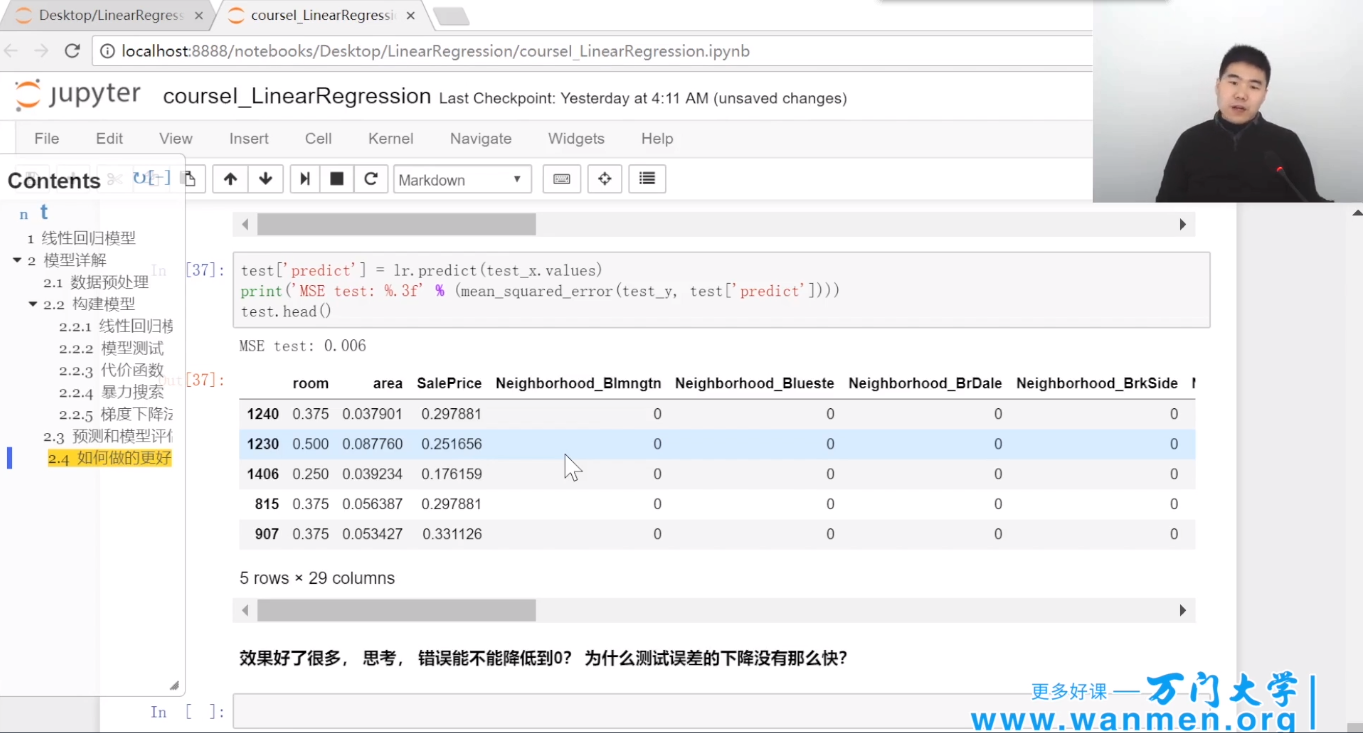 Desktop/LinearRegress
coursel_LinearRegressi
localhost:8888/notebooks/Desktop/LinearRegression/coursel_LinearRegression.ipynb
jupyter coursel_LinearRegression Last Checkpoint: Yesterday at 4:11 AM (unsaved changes)
File Edit View Insert Cell Kernel Navigate Widgets Help
Contents [-]
Markdown
n t
1 线性回归模型
2 模型详解
2.1 数据预处理
2.2 构建模型
2.2.1 线性回归模
2.2.2 模型测试
2.2.3 代价函数
2.2.4 暴力搜索
2.2.5 梯度下降法
2.3 预测和模型评估
2.4 如何做的更好
In [37]:
test['predict'] = lr.predict(test_x.values)
print('MSE test: %.3f' % (mean_squared_error(test_y, test['predict'])))
test.head()
MSE test: 0.006
Out[37]:
room area SalePrice Neighborhood_Blmngtn Neighborhood_Blueste Neighborhood_BrDale Neighborhood_BrkSide
1240 0.375 0.037901 0.297881 0 0 0 0
1230 0.500 0.087760 0.251656 0 0 0 0
1406 0.250 0.039234 0.176159 0 0 0 0
815 0.375 0.056387 0.297881 0 0 0 0
907 0.375 0.053427 0.331126 0 0 0 0
5 rows × 29 columns
效果好了很多， 思考， 错误能不能降低到0？ 为什么测试误差的下降没有那么快？
In [ ]:
更多好课 — 万门大学
www.wanmen.org